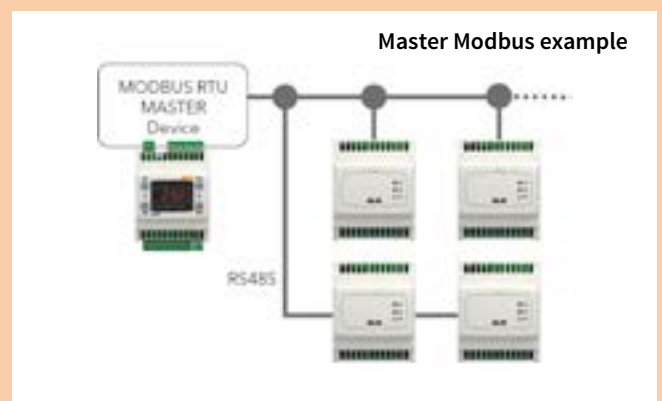 Master Modbus example
MODBUS RTU
MASTER
Device
RS485